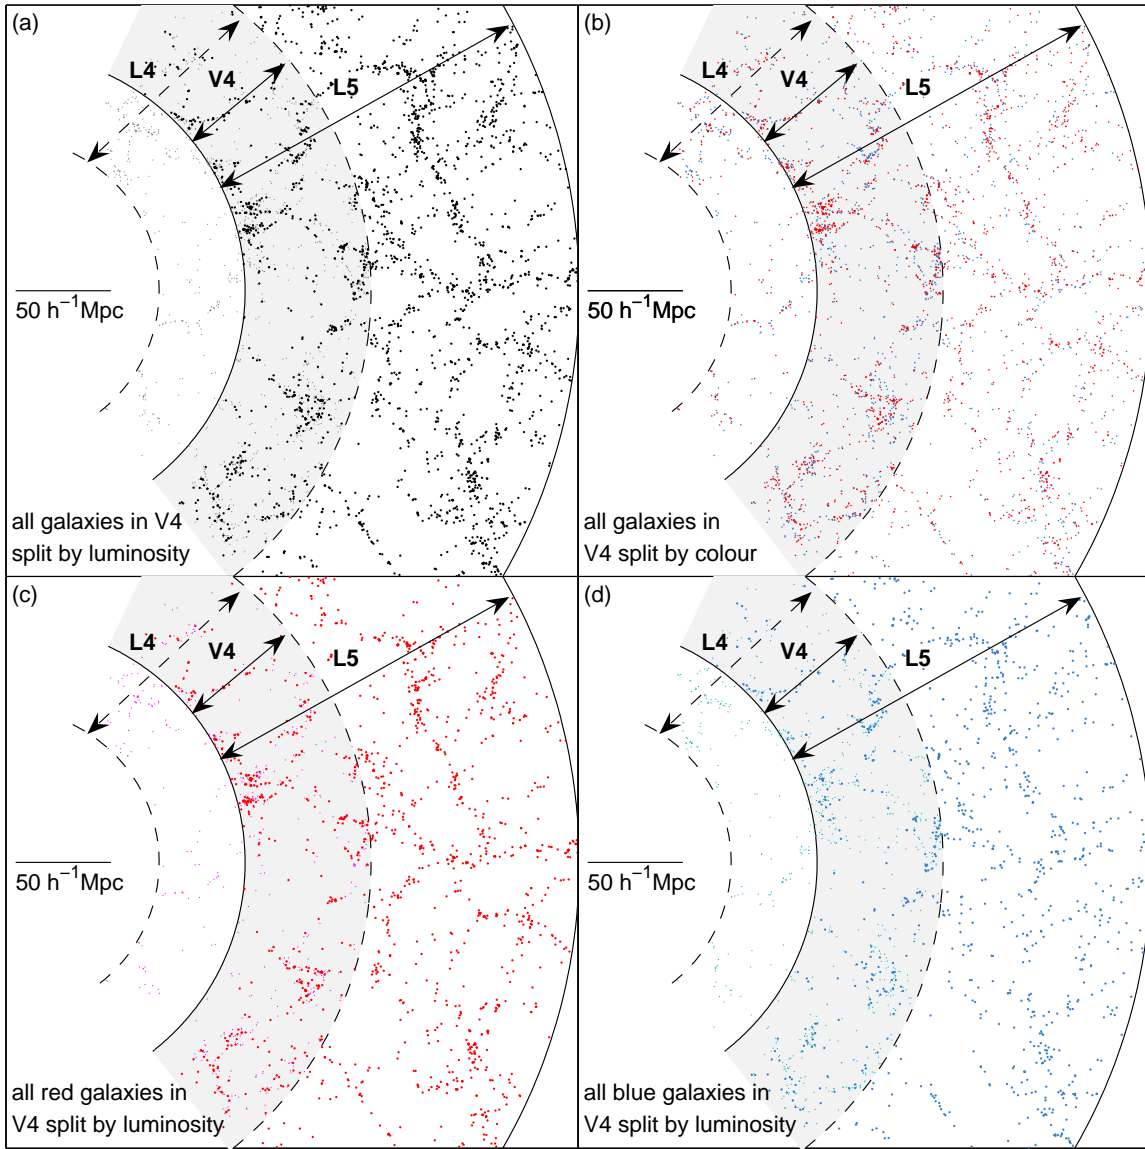 (a)
L4
V4
L5
50 h⁻¹Mpc
all galaxies in V4
split by luminosity
(b)
L4
V4
L5
50 h⁻¹Mpc
all galaxies in
V4 split by colour
(c)
L4
V4
L5
50 h⁻¹Mpc
all red galaxies in
V4 split by luminosity
(d)
L4
V4
L5
50 h⁻¹Mpc
all blue galaxies in
V4 split by luminosity